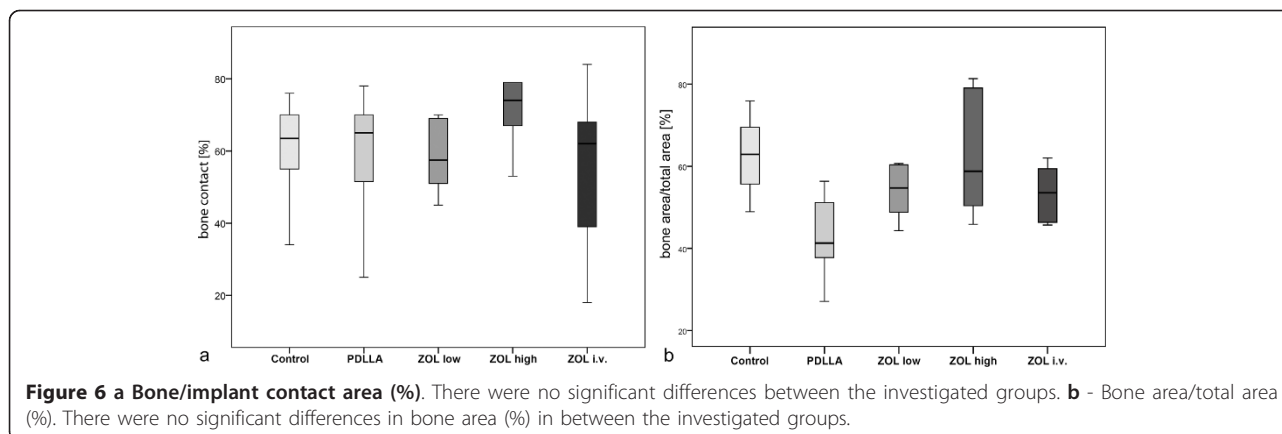 80
60
40
20
bone contact [%]
Control PDLLA ZOL low ZOL high ZOL i.v.
a
80
60
40
20
bone area/total area [%]
Control PDLLA ZOL low ZOL high ZOL i.v.
b
Figure 6 a Bone/implant contact area (%). There were no significant differences between the investigated groups. b - Bone area/total area
(%). There were no significant differences in bone area (%) in between the investigated groups.